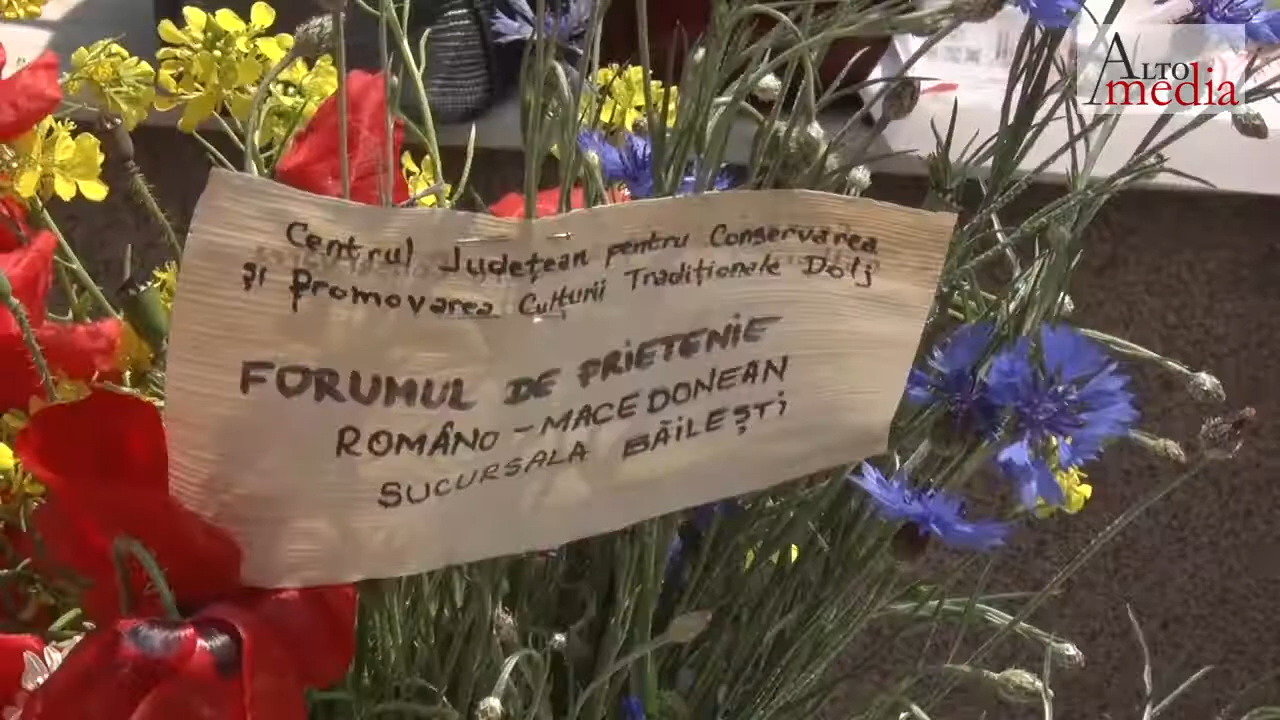 ALTO
media
Centrul Județean pentru Conservarea
și Promovarea Culturii Tradiționale Dolj
FORUMUL DE PRIETENIE
ROMÂNO - MACEDONEAN
SUCURSALA BĂILEȘTI